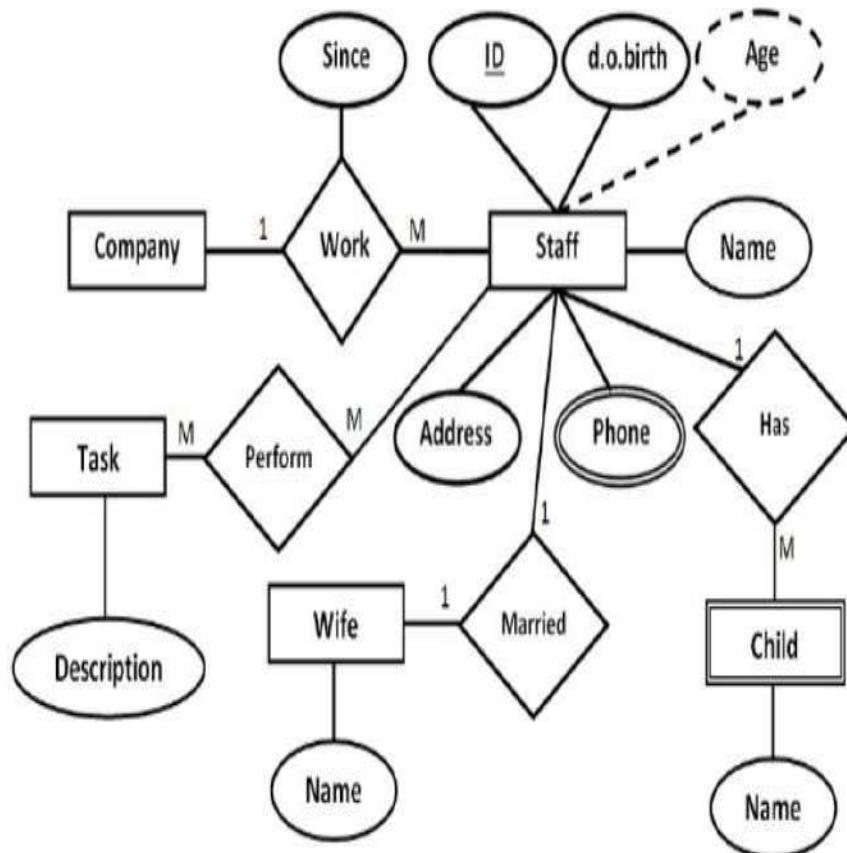 Since
ID
d.o.birth
Age
Company
1
Work
M
Staff
Name
1
Has
Address
Phone
Task
M
Perform
M
M
1
Wife
1
Married
Child
Description
Name
Name